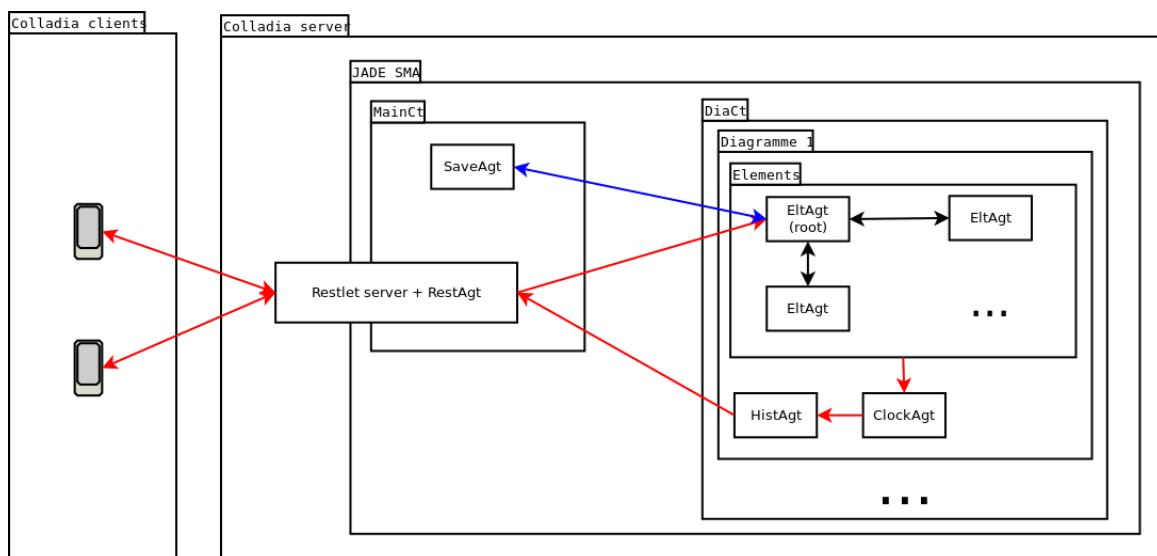 Colladia clients
Colladia server
JADE SMA
MainCt
SaveAgt
Restlet server + RestAgt
DiaCt
Diagramme 1
Elements
EltAgt
(root)
EltAgt
EltAgt
...
HistAgt
ClockAgt
...